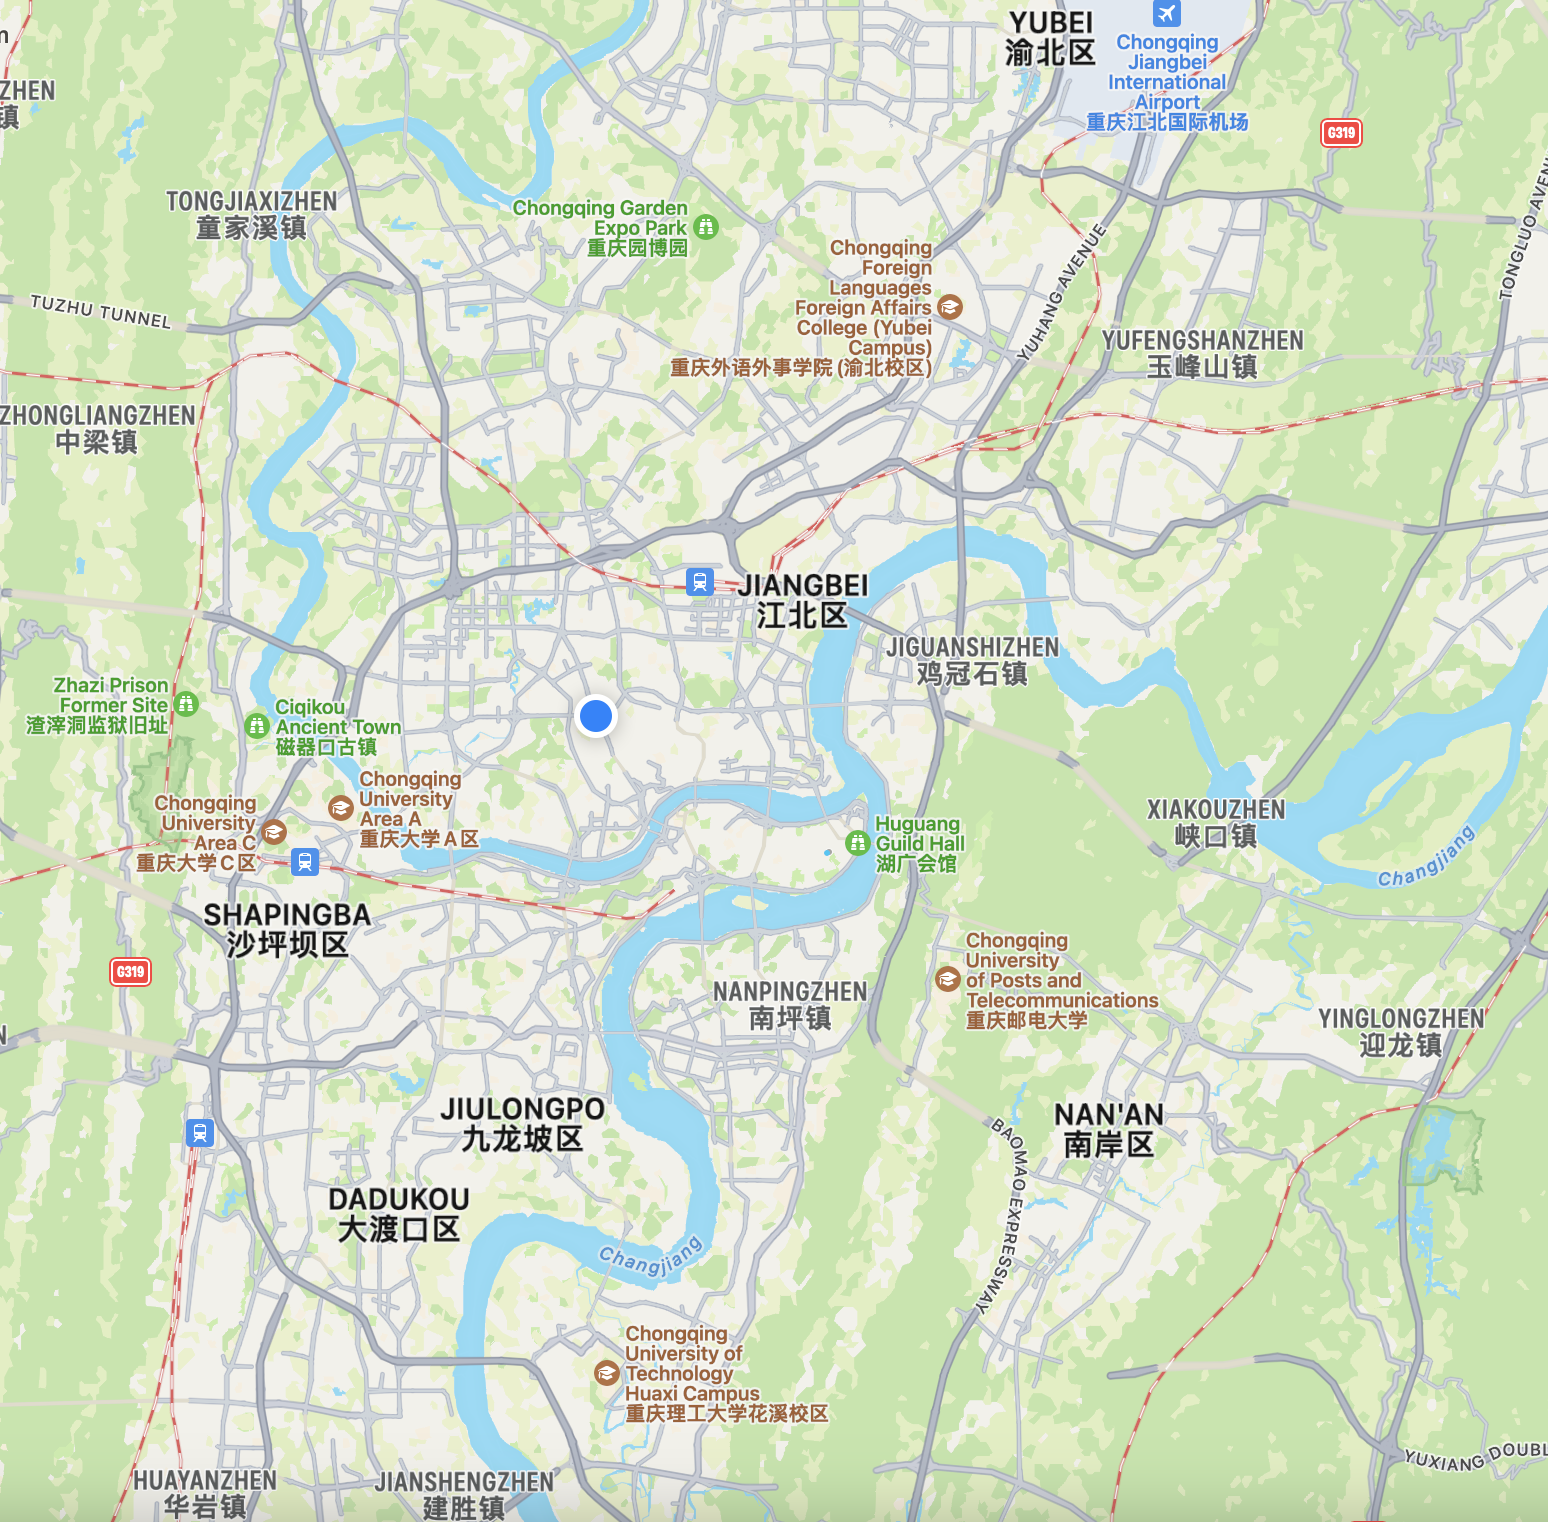 YUBEI
渝北区
Chongqing
Jiangbei
International
Airport
重庆江北国际机场
ZHEN
镇
G319
TONGJIAXIZHEN
童家溪镇
Chongqing Garden
Expo Park
重庆园博园
Chongqing
Foreign
Languages
Foreign Affairs
College (Yubei
Campus)
重庆外语外事学院 (渝北校区)
YUHANG AVENUE
TONGLUO AVEN
TUZHU TUNNEL
YUFENGSHANZHEN
玉峰山镇
ZHONGLIANGZHEN
中梁镇
JIANGBEI
江北区
JIGUANSHIZHEN
鸡冠石镇
Zhazi Prison
Former Site
渣滓洞监狱旧址
Ciqikou
Ancient Town
磁器口古镇
Chongqing
University
Area A
重庆大学A区
Chongqing
University
Area C
重庆大学C区
XIAKOUZHEN
峡口镇
Huguang
Guild Hall
湖广会馆
Changjiang
SHAPINGBA
沙坪坝区
G319
Chongqing
University
of Posts and
Telecommunications
重庆邮电大学
NANPINGZHEN
南坪镇
YINGLONGZHEN
迎龙镇
N
JIULONGPO
九龙坡区
NAN'AN
南岸区
BAOMAO EXPRESSWAY
DADUKOU
大渡口区
Changjiang
Chongqing
University of
Technology
Huaxi Campus
重庆理工大学花溪校区
YUXIANG DOUBL
HUAYANZHEN
华岩镇
JIANSHENGZHEN
建胜镇